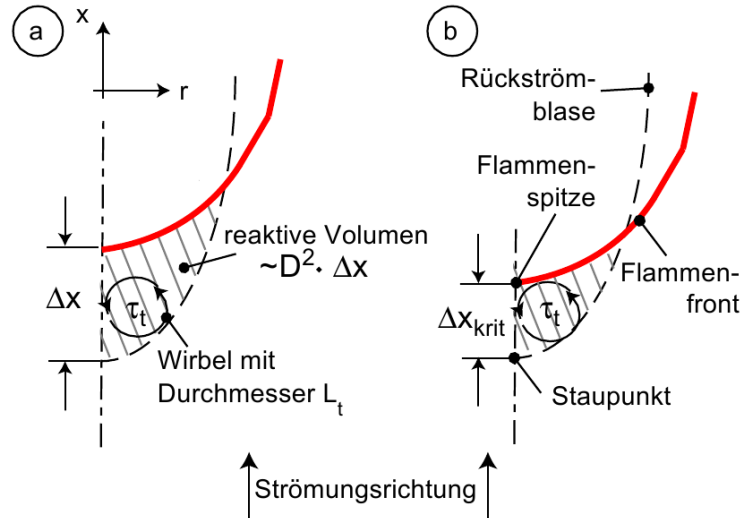 a
x
r
reaktive Volumen
~D²· Δx
Δx
τt
Wirbel mit
Durchmesser Lt
b
Rückström-
blase
Flammen-
spitze
Δxkrit
τt
Flammen-
front
Staupunkt
Strömungsrichtung